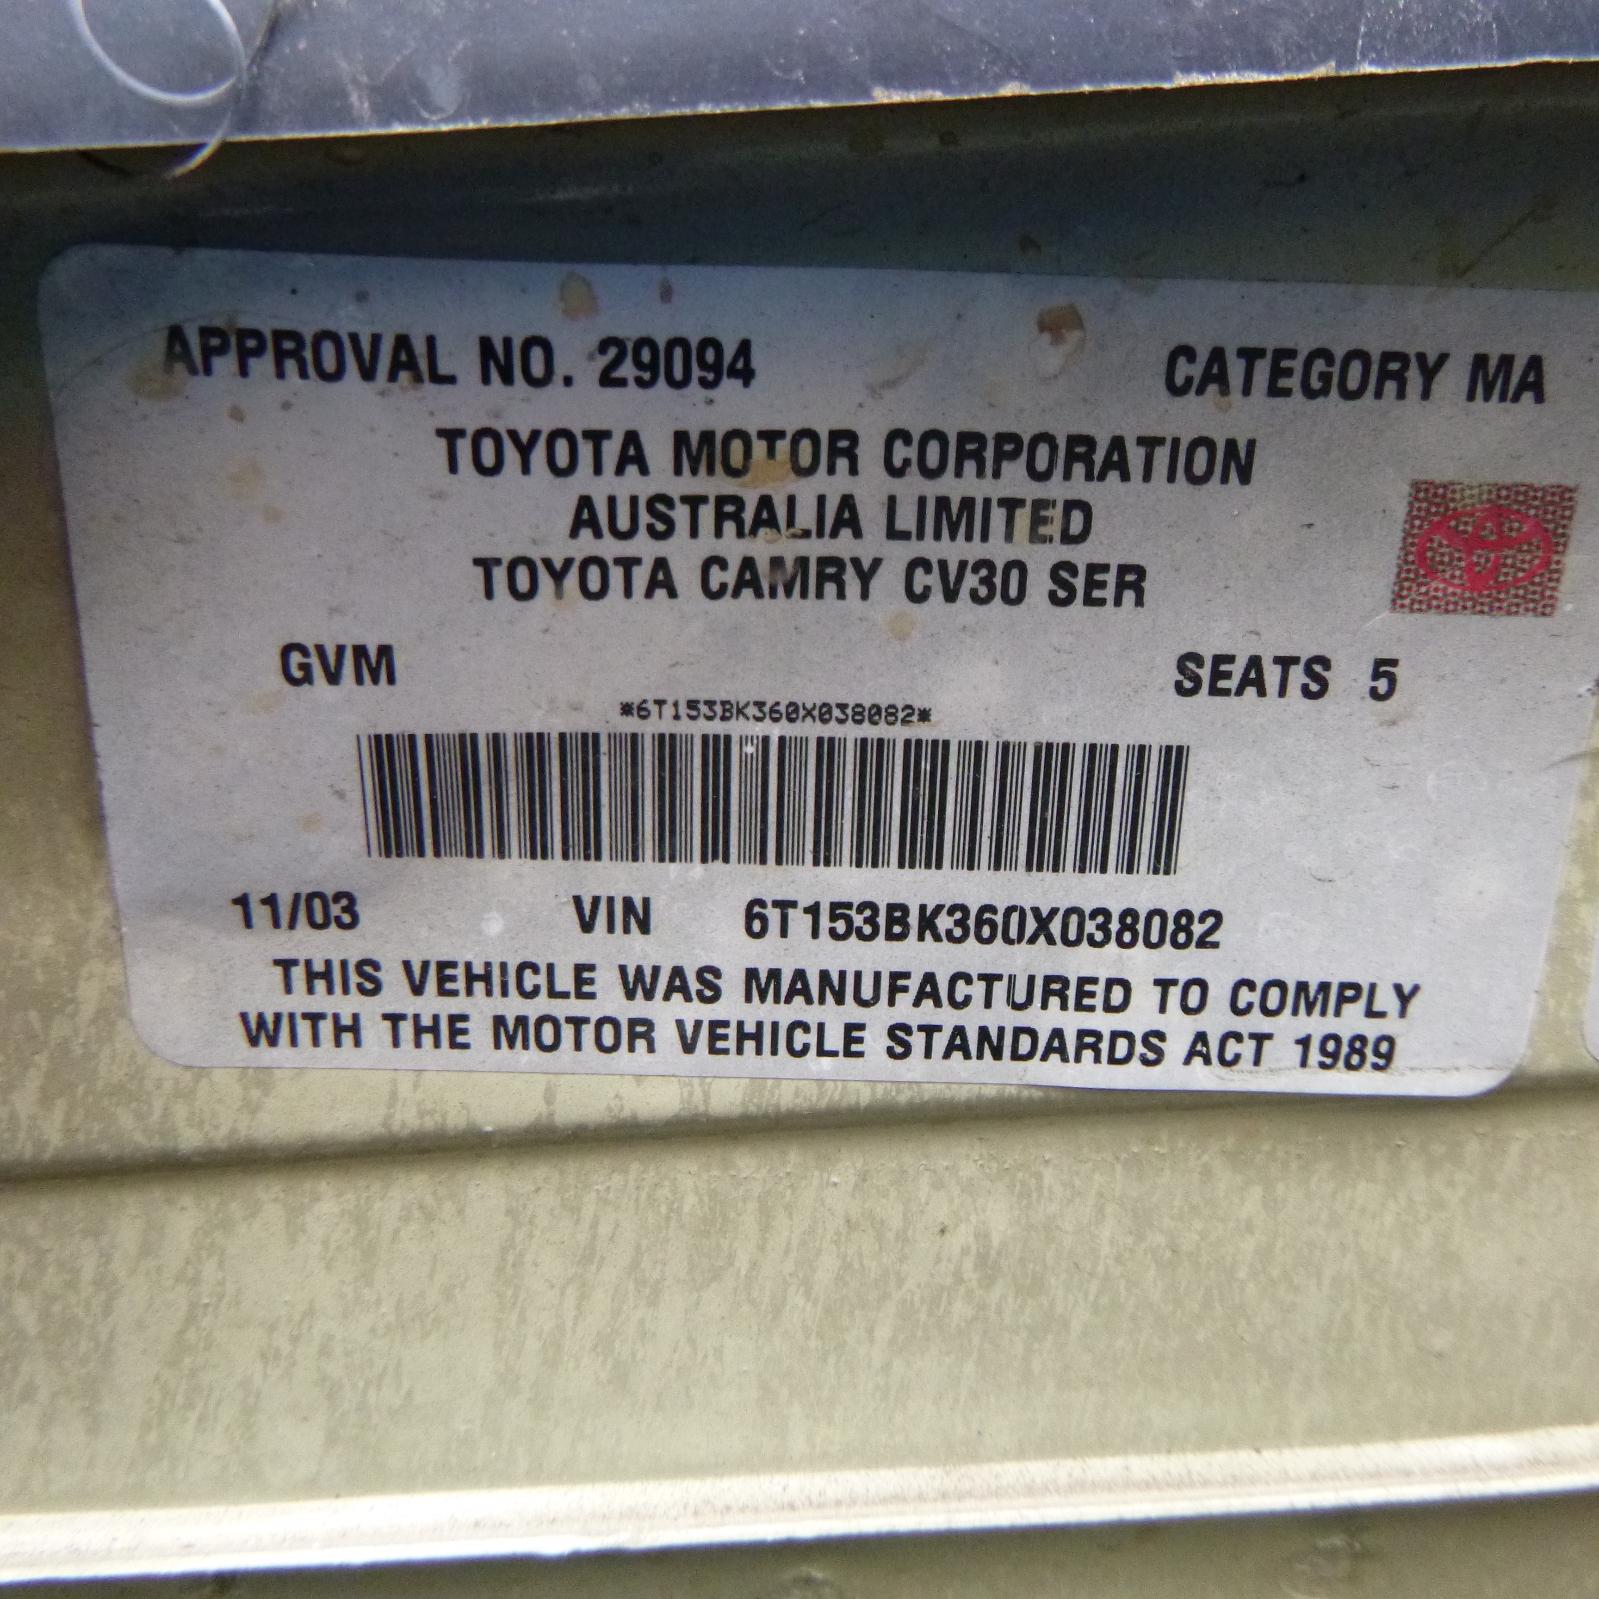 APPROVAL NO. 29094 CATEGORY MA
TOYOTA MOTOR CORPORATION
AUSTRALIA LIMITED
TOYOTA CAMRY CV30 SER
GVM SEATS 5
*6T153BK360X038082*
11/03 VIN 6T153BK360X038082
THIS VEHICLE WAS MANUFACTURED TO COMPLY
WITH THE MOTOR VEHICLE STANDARDS ACT 1989